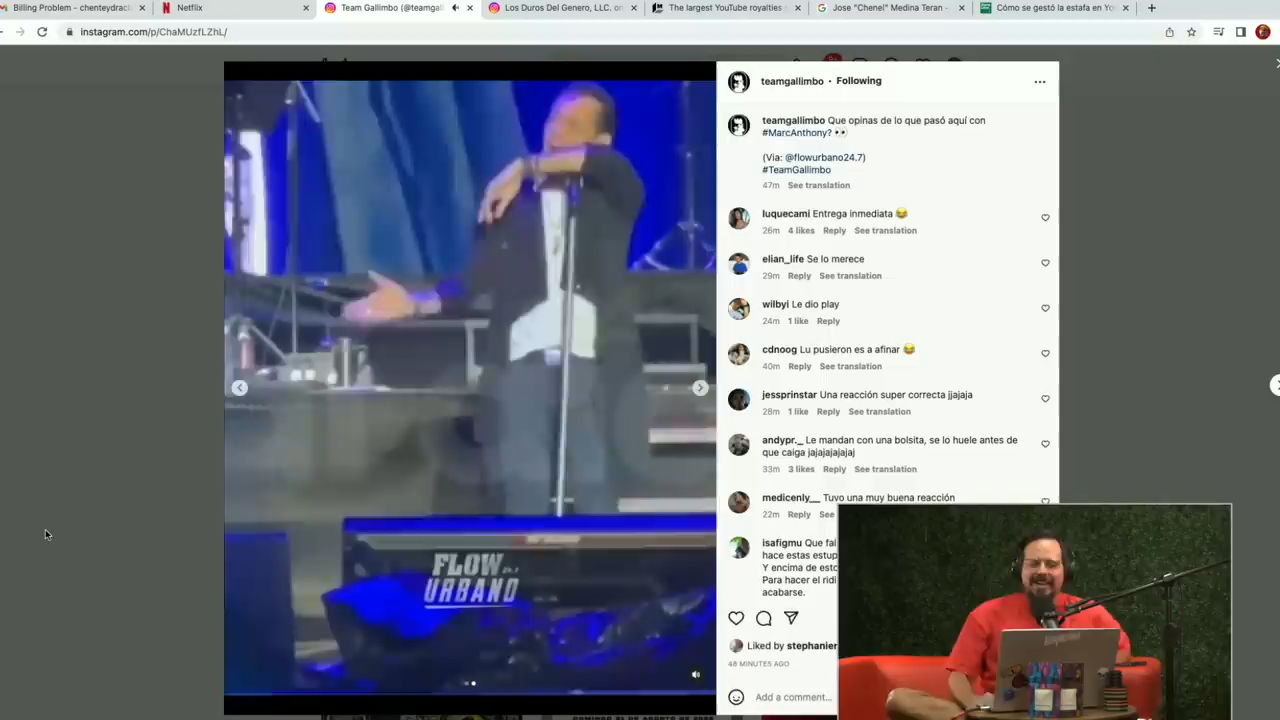 Billing Problem - chenteydrach
Netflix
Team Gallimbo (@teamgal
Los Duros Del Genero, LLC. on
The largest YouTube royalties s
Jose "Chenel" Medina Teran -
Cómo se gestó la estafa en Yo
instagram.com/p/ChaMUzfLZhL/
teamgallimbo • Following
teamgallimbo Que opinas de lo que pasó aquí con
#MarcAnthony? 👀
(Via: @flowurbano24.7)
#TeamGallimbo
47m See translation
luquecami Entrega inmediata 😂
26m 4 likes Reply See translation
elian_life Se lo merece
29m Reply See translation
wilbyi Le dio play
24m 1 like Reply
cdnoog Lu pusieron es a afinar 😂
40m Reply See translation
jessprinstar Una reacción super correcta jjajaja
28m 1 like Reply See translation
andypr._ Le mandan con una bolsita, se lo huele antes de
que caiga jajajajajajaj
33m 3 likes Reply See translation
medicenly__ Tuvo una muy buena reacción
22m Reply See
isafigmu Que fal
hace estas estup
Y encima de esto
Para hacer el ridi
acabarse.
FLOW
URBANO
Liked by stephanier
48 MINUTES AGO
Add a comment...